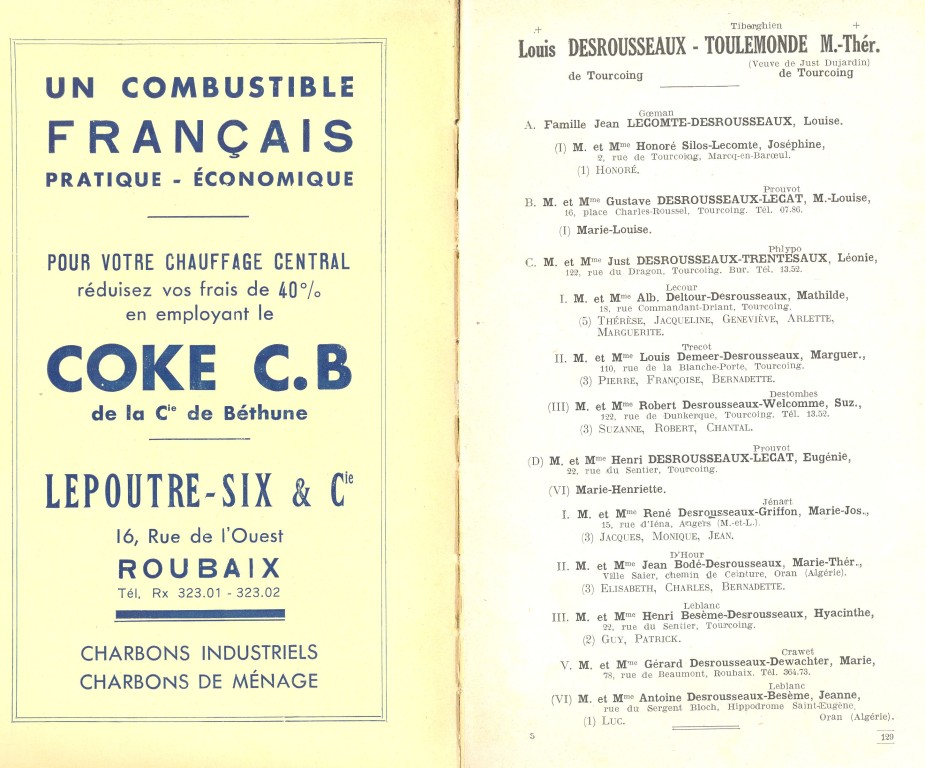 UN COMBUSTIBLE
FRANÇAIS
PRATIQUE - ÉCONOMIQUE
POUR VOTRE CHAUFFAGE CENTRAL
réduisez vos frais de 40%
en employant le
COKE C.B
de la Cie de Béthune
LEPOUTRE-SIX & Cie
16, Rue de l'Ouest
ROUBAIX
Tél. Rx 323.01 - 323.02
CHARBONS INDUSTRIELS
CHARBONS DE MÉNAGE
+ Tiberghien +
Louis DESROUSSEAUX - TOULEMONDE M.-Thér.
(Veuve de Just Dujardin)
de Tourcoing de Tourcoing
Gœman
A. Famille Jean LECOMTE-DESROUSSEAUX, Louise.
(I) M. et Mme Honoré Silos-Lecomte, Joséphine,
2, rue de Tourcoing, Marcq-en-Barœul.
(1) HONORÉ.
Prouvot
B. M. et Mme Gustave DESROUSSEAUX-LECAT, M.-Louise,
16, place Charles-Roussel, Tourcoing. Tél. 07.86.
(I) Marie-Louise.
Phlypo
C. M. et Mme Just DESROUSSEAUX-TRENTESAUX, Léonie,
122, rue du Dragon, Tourcoing. Bur. Tél. 13.52.
Lecour
I. M. et Mme Alb. Deltour-Desrousseaux, Mathilde,
18, rue Commandant-Driant, Tourcoing.
(5) THÉRÈSE, JACQUELINE, GENEVIÈVE, ARLETTE,
MARGUERITE.
Trecot
II. M. et Mme Louis Demeer-Desrousseaux, Marguer.,
110, rue de la Blanche-Porte, Tourcoing.
(3) PIERRE, FRANÇOISE, BERNADETTE.
Destombes
(III) M. et Mme Robert Desrousseaux-Welcomme, Suz.,
122, rue de Dunkerque, Tourcoing. Tél. 13.52.
(3) SUZANNE, ROBERT, CHANTAL.
Prouvot
(D) M. et Mme Henri DESROUSSEAUX-LECAT, Eugénie,
22, rue du Sentier, Tourcoing.
(VI) Marie-Henriette.
Jénart
I. M. et Mme René Desrousseaux-Griffon, Marie-Jos.,
15, rue d'Iéna, Angers (M.-et-L.).
(3) JACQUES, MONIQUE, JEAN.
D'Hour
II. M. et Mme Jean Bodé-Desrousseaux, Marie-Thér.,
Ville Saier, chemin de Ceinture, Oran (Algérie).
(3) ELISABETH, CHARLES, BERNADETTE.
Leblanc
III. M. et Mme Henri Besème-Desrousseaux, Hyacinthe,
22, rue du Sentier, Tourcoing.
(2) GUY, PATRICK.
Crawet
V. M. et Mme Gérard Desrousseaux-Dewachter, Marie,
78, rue de Beaumont, Roubaix. Tél. 364.73.
Leblanc
(VI) M. et Mme Antoine Desrousseaux-Besème, Jeanne,
rue du Sergent Bloch, Hippodrome Saint-Eugène,
Oran (Algérie).
(1) LUC.
5 129